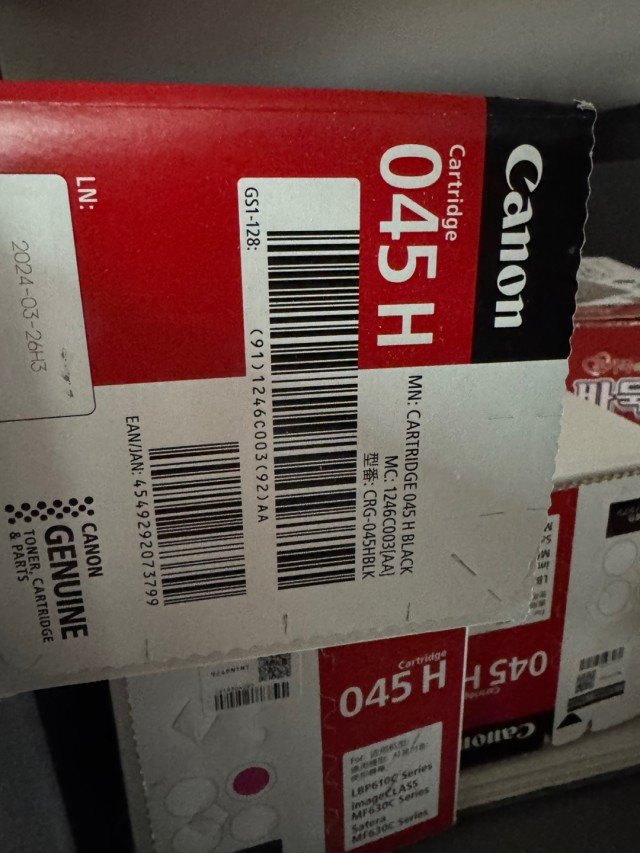 Canon
Cartridge
045 H
MN: CARTRIDGE 045 H BLACK
MC: 1246C003[AA]
型番: CRG-045HBLK
GS1-128:
(91)1246C003(92)AA
EAN/JAN: 4549292073799
LN:
2024-03-26H3
CANON
GENUINE
TONER, CARTRIDGE
& PARTS
Cartridge
045 H
For:
LBP610C Series
imageCLASS
MF630C Series
Satera
MF630C Series
Cartridge
045 H
Canon